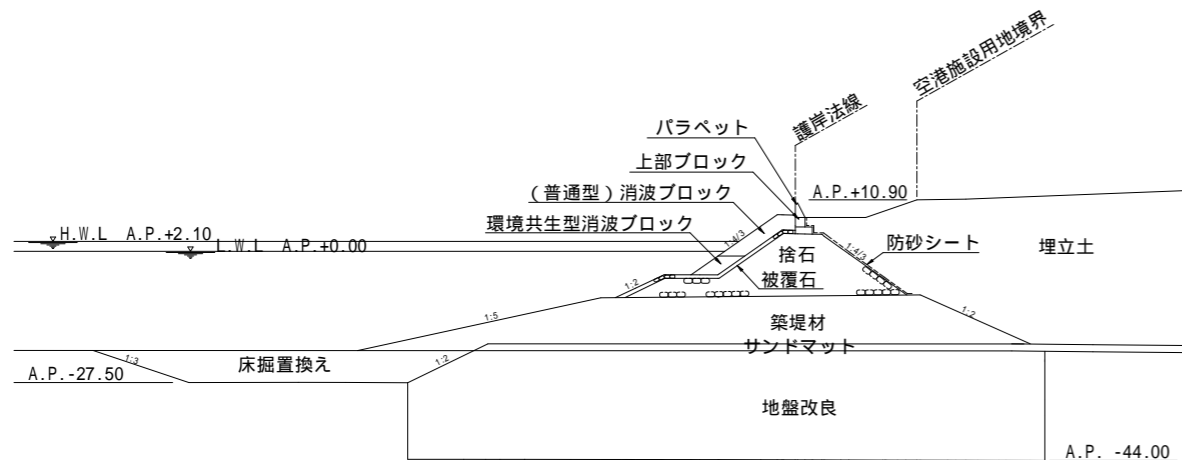 空港施設用地境界
護岸法線
パラペット
上部ブロック
A.P.+10.90
(普通型)消波ブロック
環境共生型消波ブロック
H.W.L A.P.+2.10
L.W.L A.P.+0.00
1:4/3
1:4/3
防砂シート
埋立土
捨石
被覆石
1:2
1:5
築堤材
1:2
サンドマット
1:3
床掘置換え
1:2
A.P.-27.50
地盤改良
A.P. -44.00